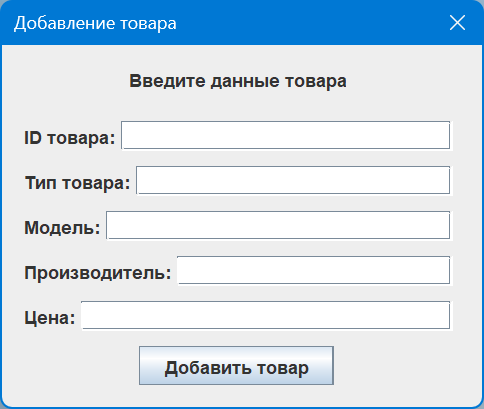 Добавление товара
Введите данные товара
ID товара:
Тип товара:
Модель:
Производитель:
Цена:
Добавить товар